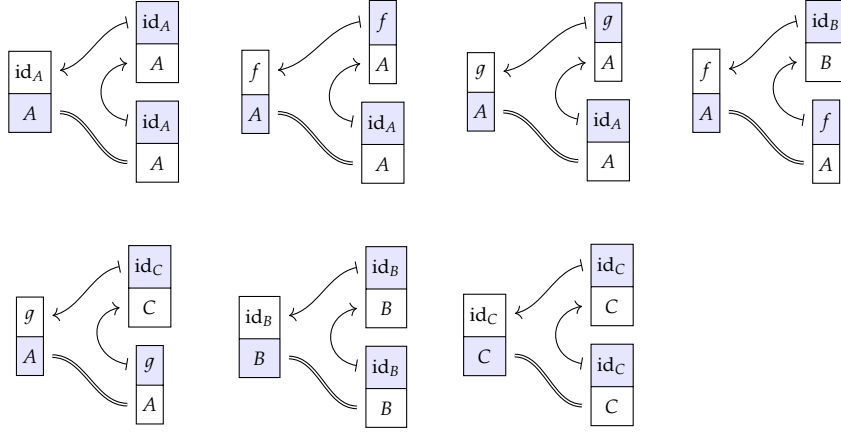 id_A A id_A A id_A A
f A f A id_A A
g A g A id_A A
f A id_B B f A
g A id_C C g A
id_B B id_B B id_B B
id_C C id_C C id_C C